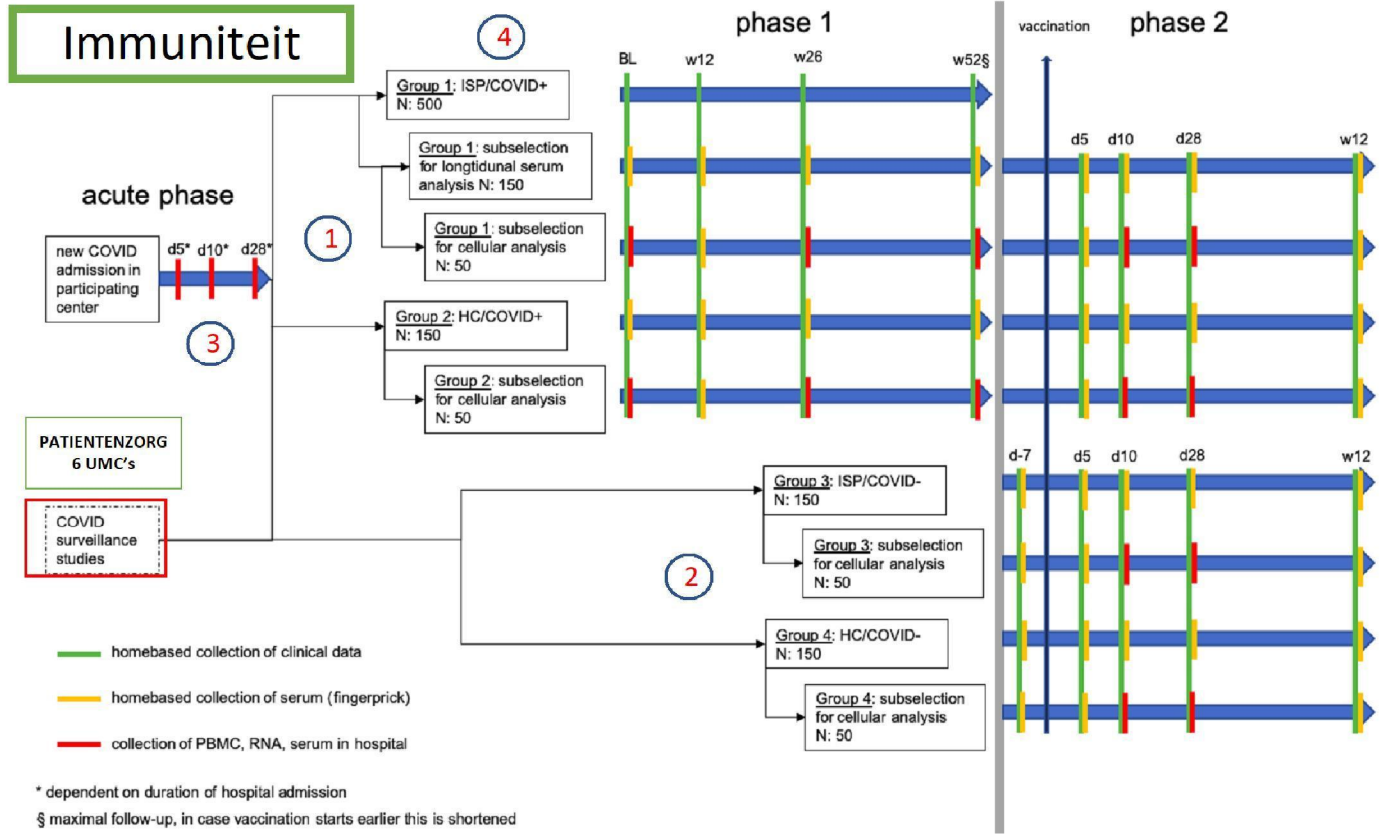 Immuniteit
4
phase 1
vaccination
phase 2
BL
w12
w26
w52§
Group 1: ISP/COVID+
N: 500
Group 1: subselection
for longtidunal serum
analysis N: 150
d5
d10
d28
w12
acute phase
1
Group 1: subselection
for cellular analysis
N: 50
new COVID
admission in
participating
center
d5*
d10*
d28*
3
Group 2: HC/COVID+
N: 150
Group 2: subselection
for cellular analysis
N: 50
PATIENTENZORG
6 UMC's
COVID
surveillance
studies
d-7
d5
d10
d28
w12
Group 3: ISP/COVID-
N: 150
Group 3: subselection
for cellular analysis
N: 50
2
Group 4: HC/COVID-
N: 150
Group 4: subselection
for cellular analysis
N: 50
homebased collection of clinical data
homebased collection of serum (fingerprick)
collection of PBMC, RNA, serum in hospital
* dependent on duration of hospital admission
§ maximal follow-up, in case vaccination starts earlier this is shortened